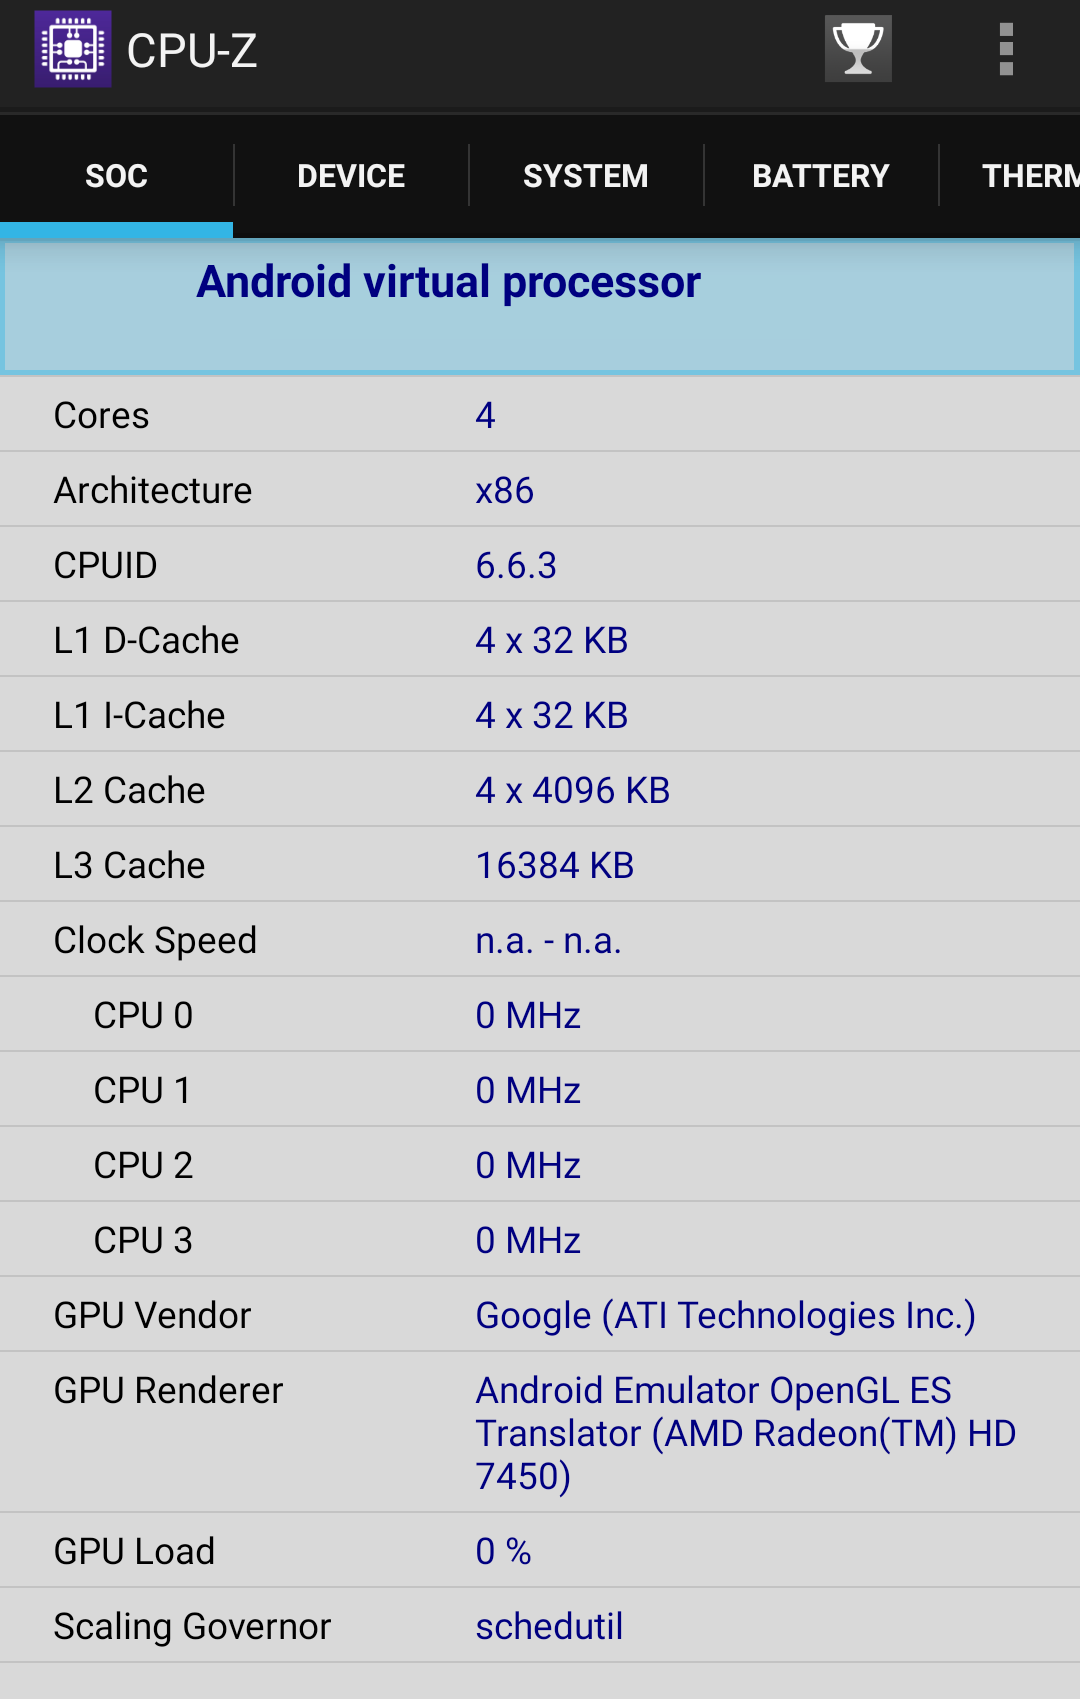 CPU-Z
SOC DEVICE SYSTEM BATTERY THERM
Android virtual processor
Cores 4
Architecture x86
CPUID 6.6.3
L1 D-Cache 4 x 32 KB
L1 I-Cache 4 x 32 KB
L2 Cache 4 x 4096 KB
L3 Cache 16384 KB
Clock Speed n.a. - n.a.
CPU 0 0 MHz
CPU 1 0 MHz
CPU 2 0 MHz
CPU 3 0 MHz
GPU Vendor Google (ATI Technologies Inc.)
GPU Renderer Android Emulator OpenGL ES
Translator (AMD Radeon(TM) HD
7450)
GPU Load 0 %
Scaling Governor schedutil